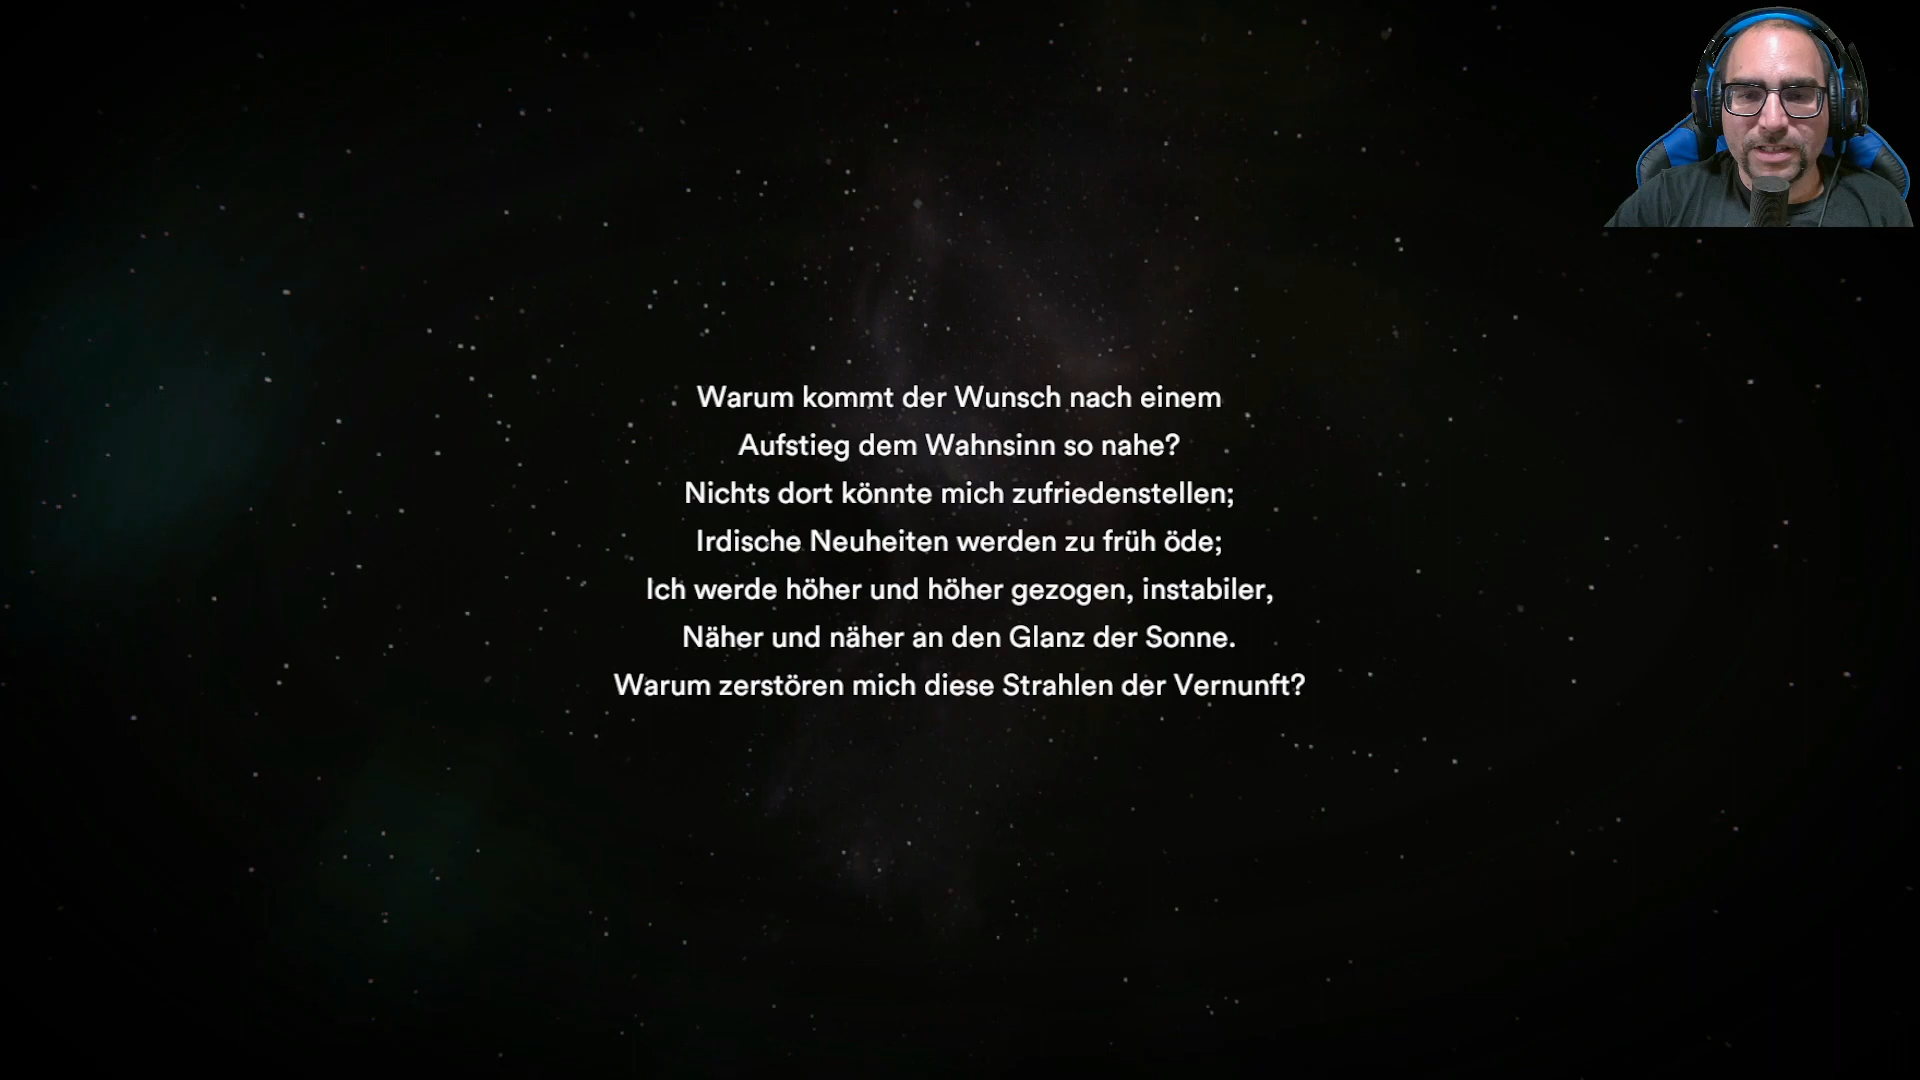 Warum kommt der Wunsch nach einem
Aufstieg dem Wahnsinn so nahe?
Nichts dort könnte mich zufriedenstellen;
Irdische Neuheiten werden zu früh öde;
Ich werde höher und höher gezogen, instabiler,
Näher und näher an den Glanz der Sonne.
Warum zerstören mich diese Strahlen der Vernunft?